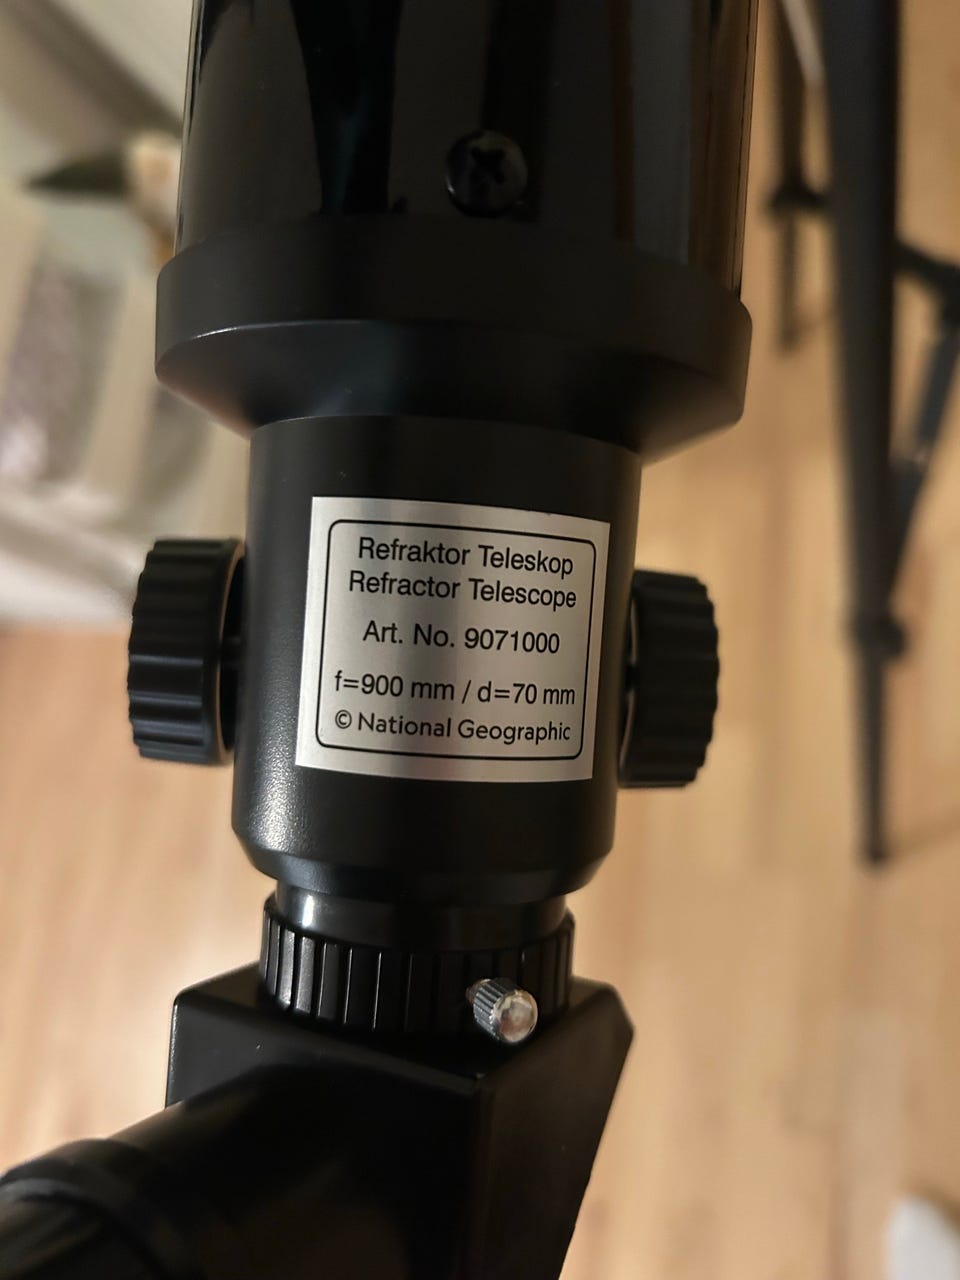 Refraktor Teleskop
Refractor Telescope
Art. No. 9071000
f=900 mm / d=70 mm
© National Geographic